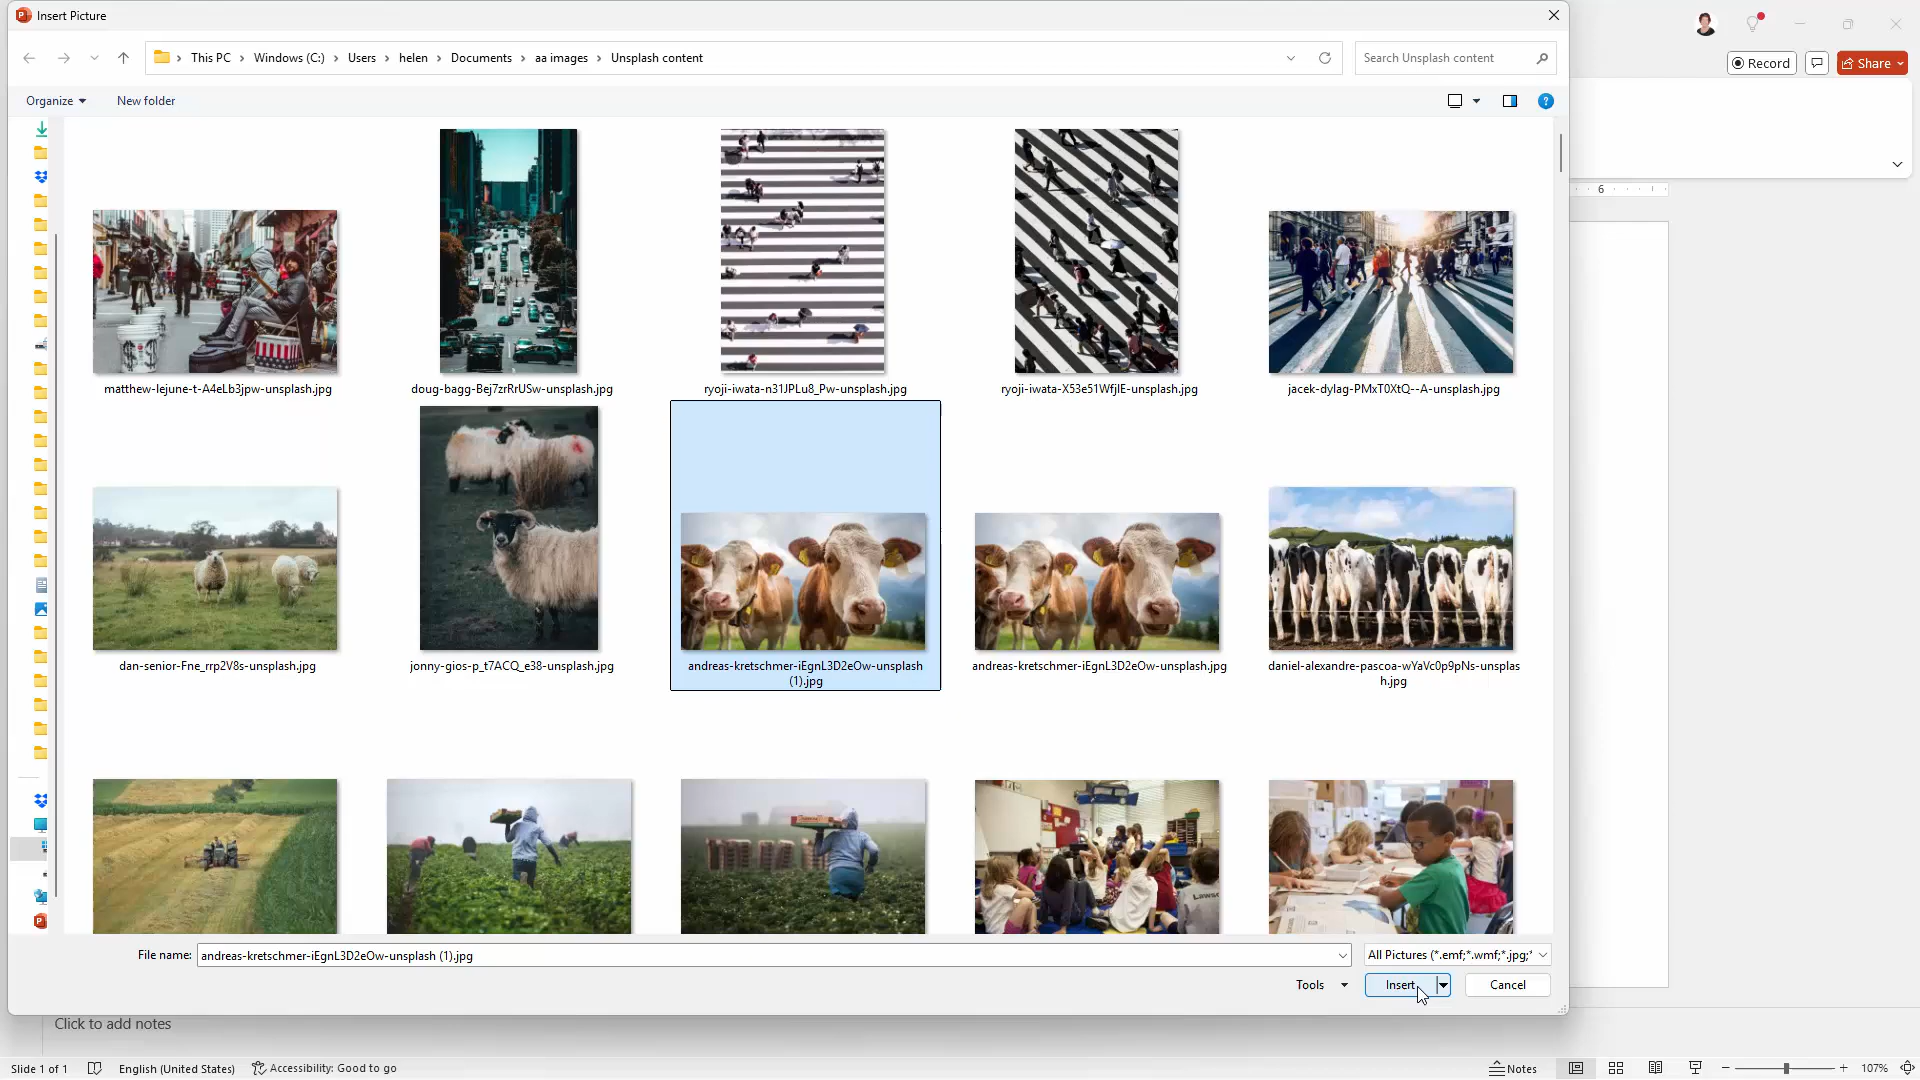 Insert Picture
This PC > Windows (C:) > Users > helen > Documents > aa images > Unsplash content
Search Unsplash content
Record
Share
Organize
New folder
6
matthew-lejune-t-A4eLb3jpw-unsplash.jpg
doug-bagg-Bej7zrRrUSw-unsplash.jpg
ryoji-iwata-n31JPLu8_Pw-unsplash.jpg
ryoji-iwata-X53e51WfjlE-unsplash.jpg
jacek-dylag-PMxT0XtQ--A-unsplash.jpg
dan-senior-Fne_rrp2V8s-unsplash.jpg
jonny-gios-p_t7ACQ_e38-unsplash.jpg
andreas-kretschmer-iEgnL3D2eOw-unsplash
(1).jpg
andreas-kretschmer-iEgnL3D2eOw-unsplash.jpg
daniel-alexandre-pascoa-wYaVc0p9pNs-unsplas
h.jpg
File name:
andreas-kretschmer-iEgnL3D2eOw-unsplash (1).jpg
All Pictures (*.emf;*.wmf;*.jpg;*
Tools
Insert
Cancel
Click to add notes
Slide 1 of 1
English (United States)
Accessibility: Good to go
Notes
107%